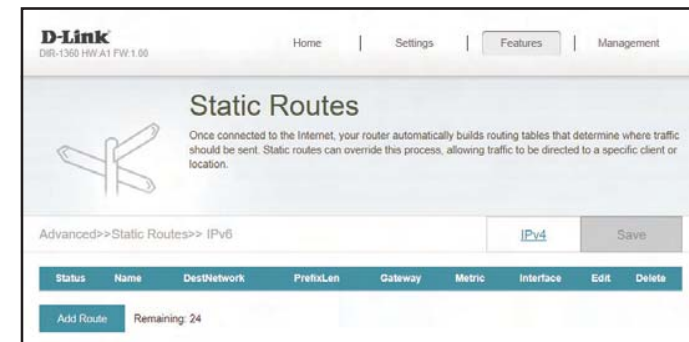 D-Link
DIR-1360 HW:A1 FW:1.00
Home | Settings | Features | Management
Static Routes
Once connected to the Internet, your router automatically builds routing tables that determine where traffic
should be sent. Static routes can override this process, allowing traffic to be directed to a specific client or
location.
Advanced>>Static Routes>> IPv6
IPv4
Save
Status Name DestNetwork PrefixLen Gateway Metric Interface Edit Delete
Add Route Remaining: 24